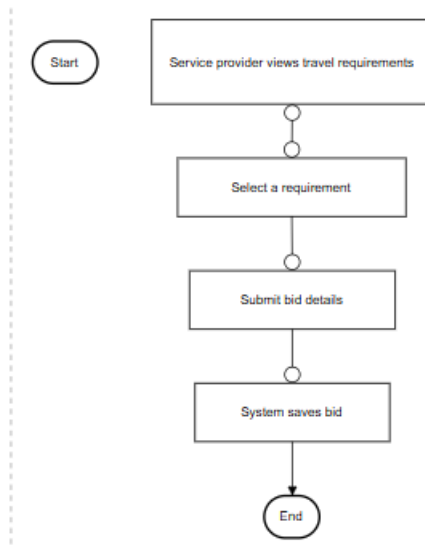 Start
Service provider views travel requirements
Select a requirement
Submit bid details
System saves bid
End